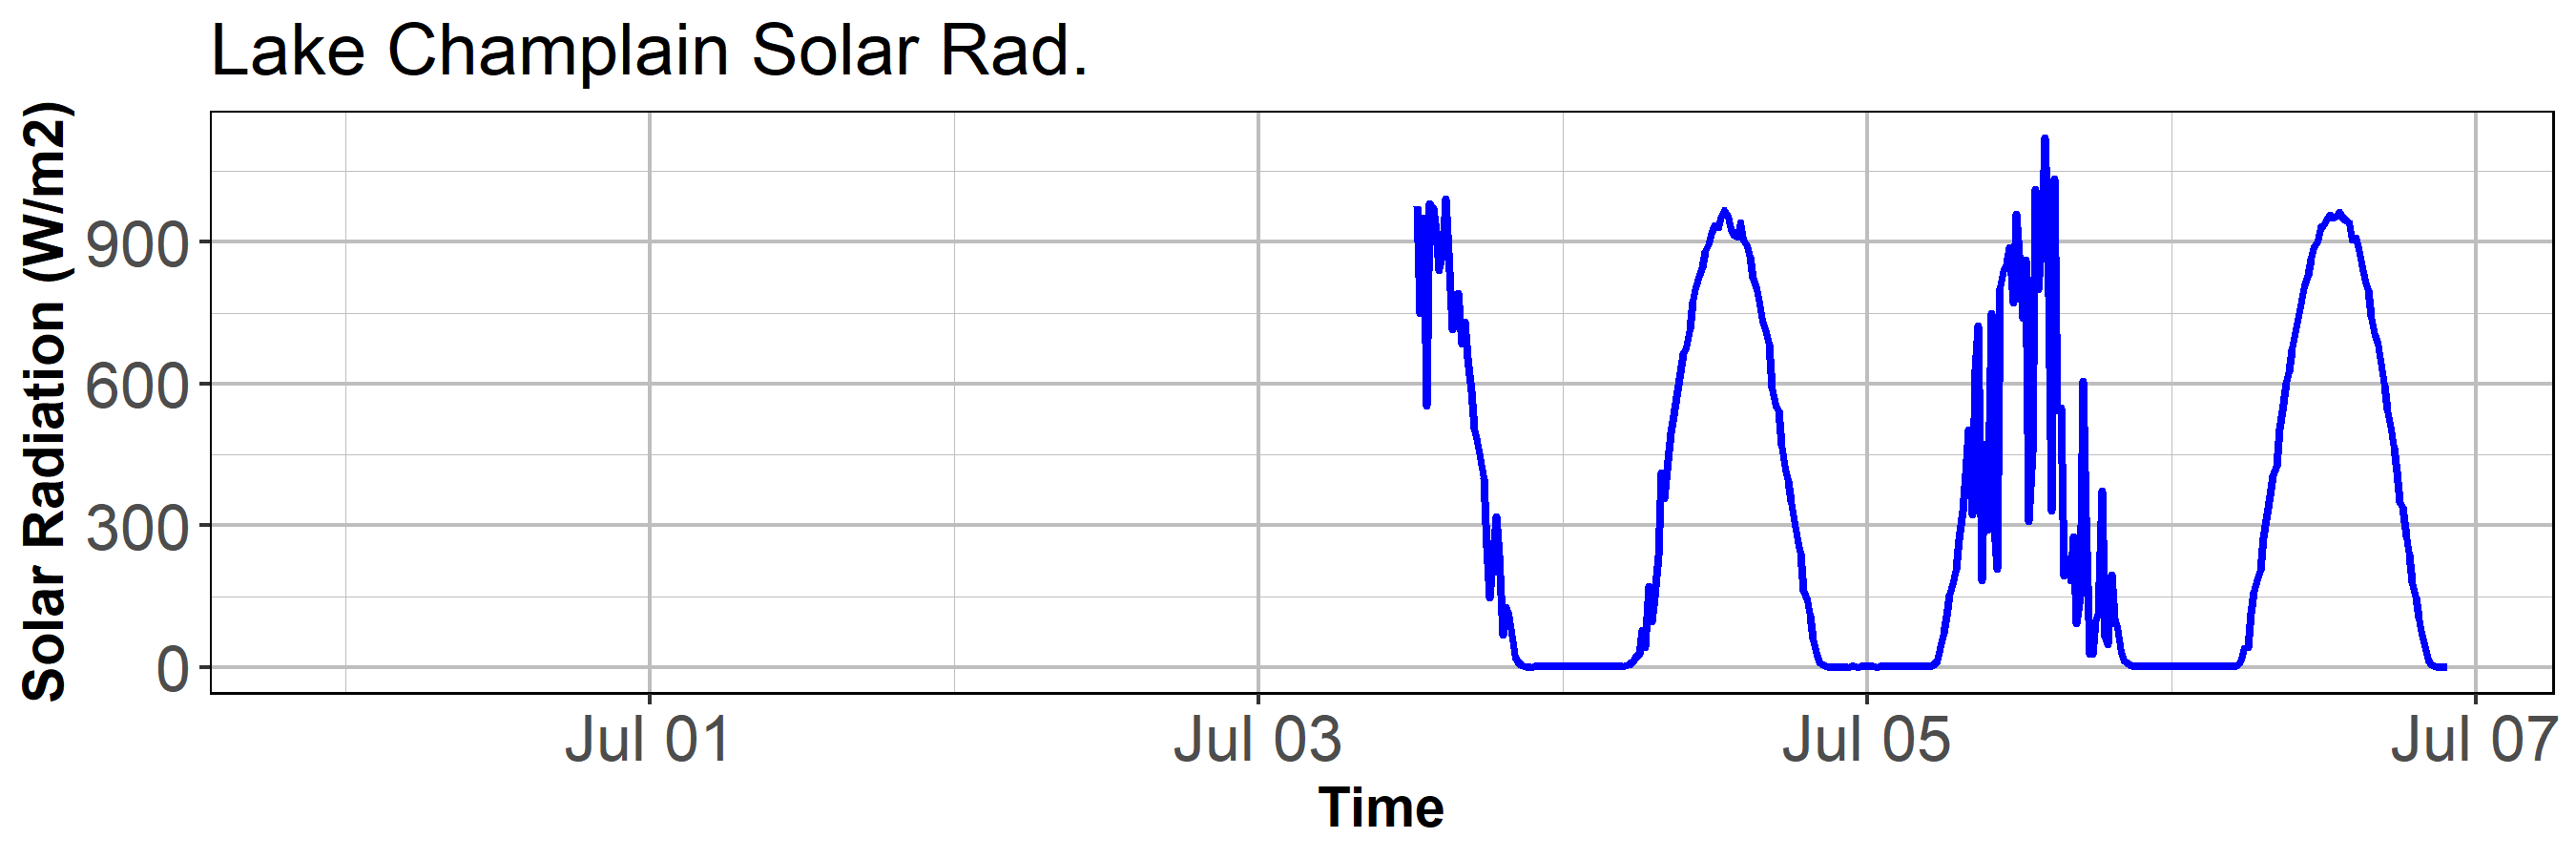 Lake Champlain Solar Rad.
Solar Radiation (W/m2)
900
600
300
0
Jul 01 Jul 03 Jul 05 Jul 07
Time